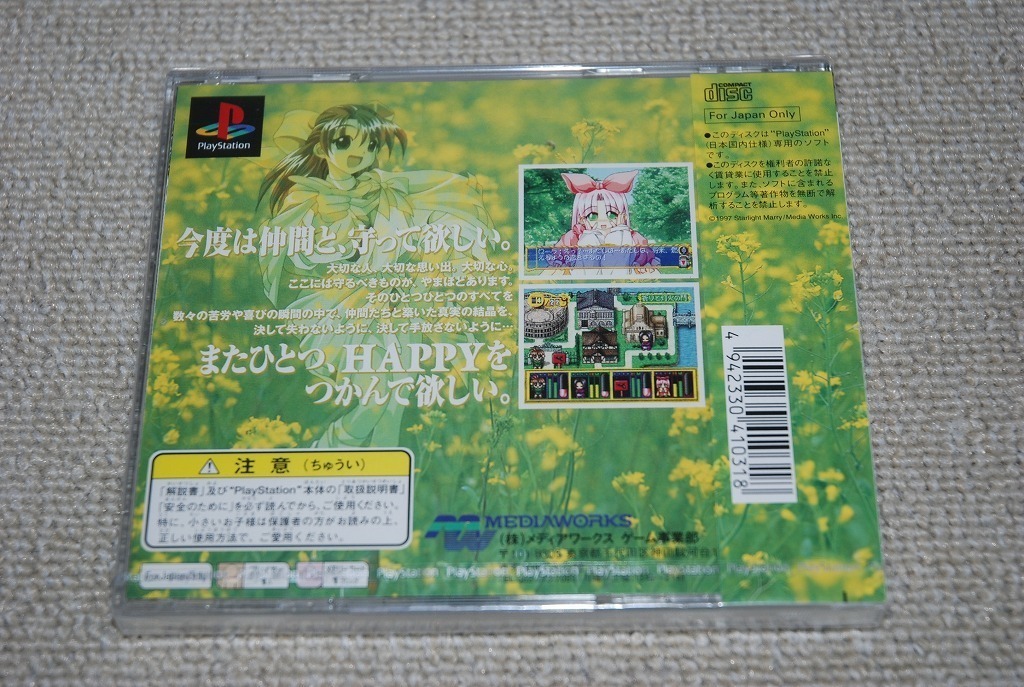 PlayStation
COMPACT
disc
For Japan Only
●このディスクは"PlayStation"
(日本国内仕様)専用のソフト
です。
●このディスクを権利者の許諾な
く賃貸業に使用することを禁止
します。また、ソフトに含まれる
プログラム等著作物を無断で解
析することを禁止します。
©1997 Starlight Marry/Media Works inc
今度は仲間と、守って欲しい。
大切な人。大切な思い出。大切な心。
ここには守るべきものが、やまほどあります。
そのひとつひとつのすべてを
数々の苦労や喜びの瞬間の中で、仲間たちと築いた真実の結晶を、
決して失わないように、決して手放さないように…
またひとつ、HAPPYを
つかんで欲しい。
4942330410318
注意(ちゅうい)
「解説書」及び"PlayStation"本体の「取扱説明書」
「安全のために」を必ず読んでから、ご使用ください。
特に、小さいお子様は保護者の方がお読みの上、
正しい使用方法で、ご愛用ください。
MEDIAWORKS
(株)メディアワークス ゲーム事業部
PlayStation PlayStation PlayStation PlayStation PlayStation